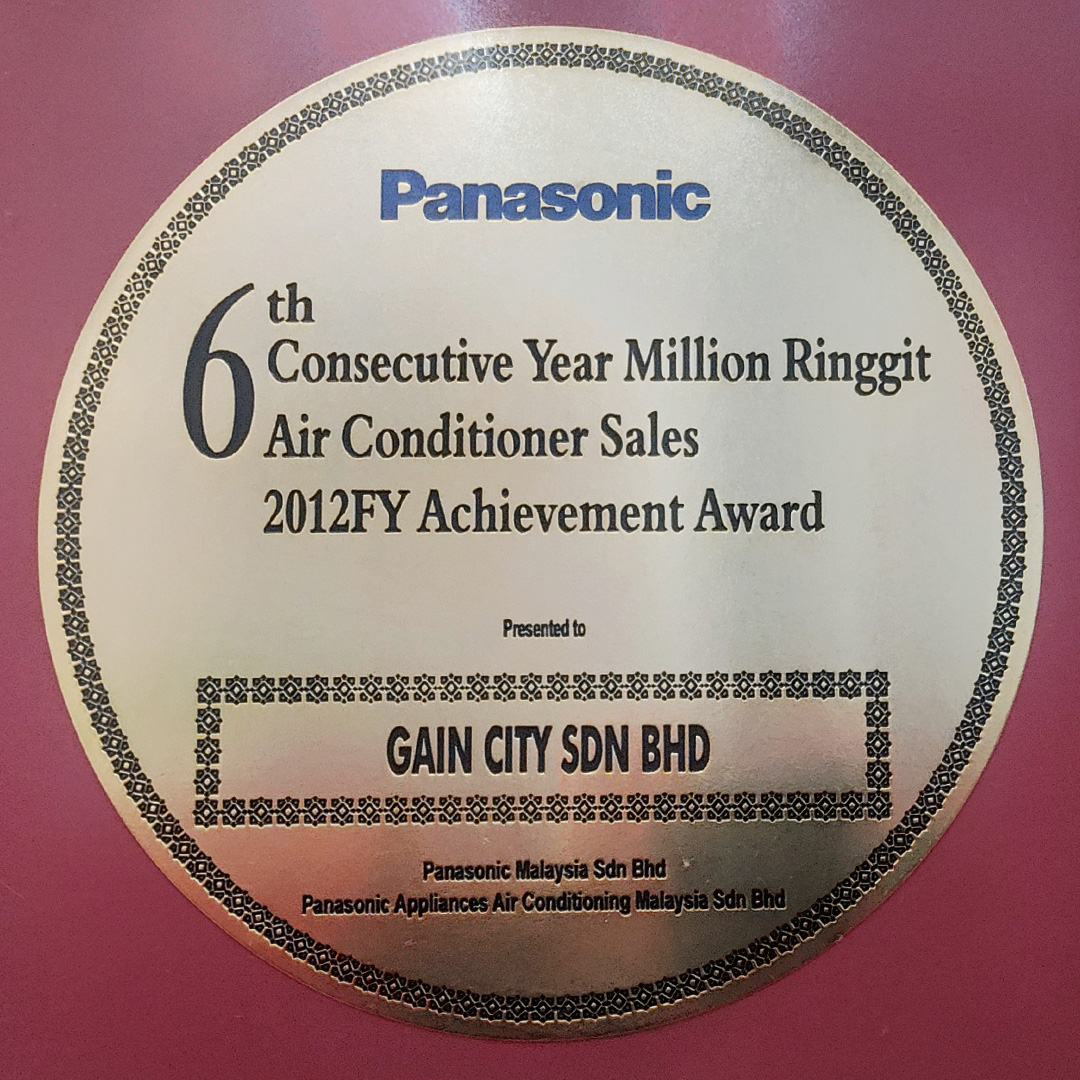 Panasonic
6th
Consecutive Year Million Ringgit
Air Conditioner Sales
2012FY Achievement Award
Presented to
GAIN CITY SDN BHD
Panasonic Malaysia Sdn Bhd
Panasonic Appliances Air Conditioning Malaysia Sdn Bhd